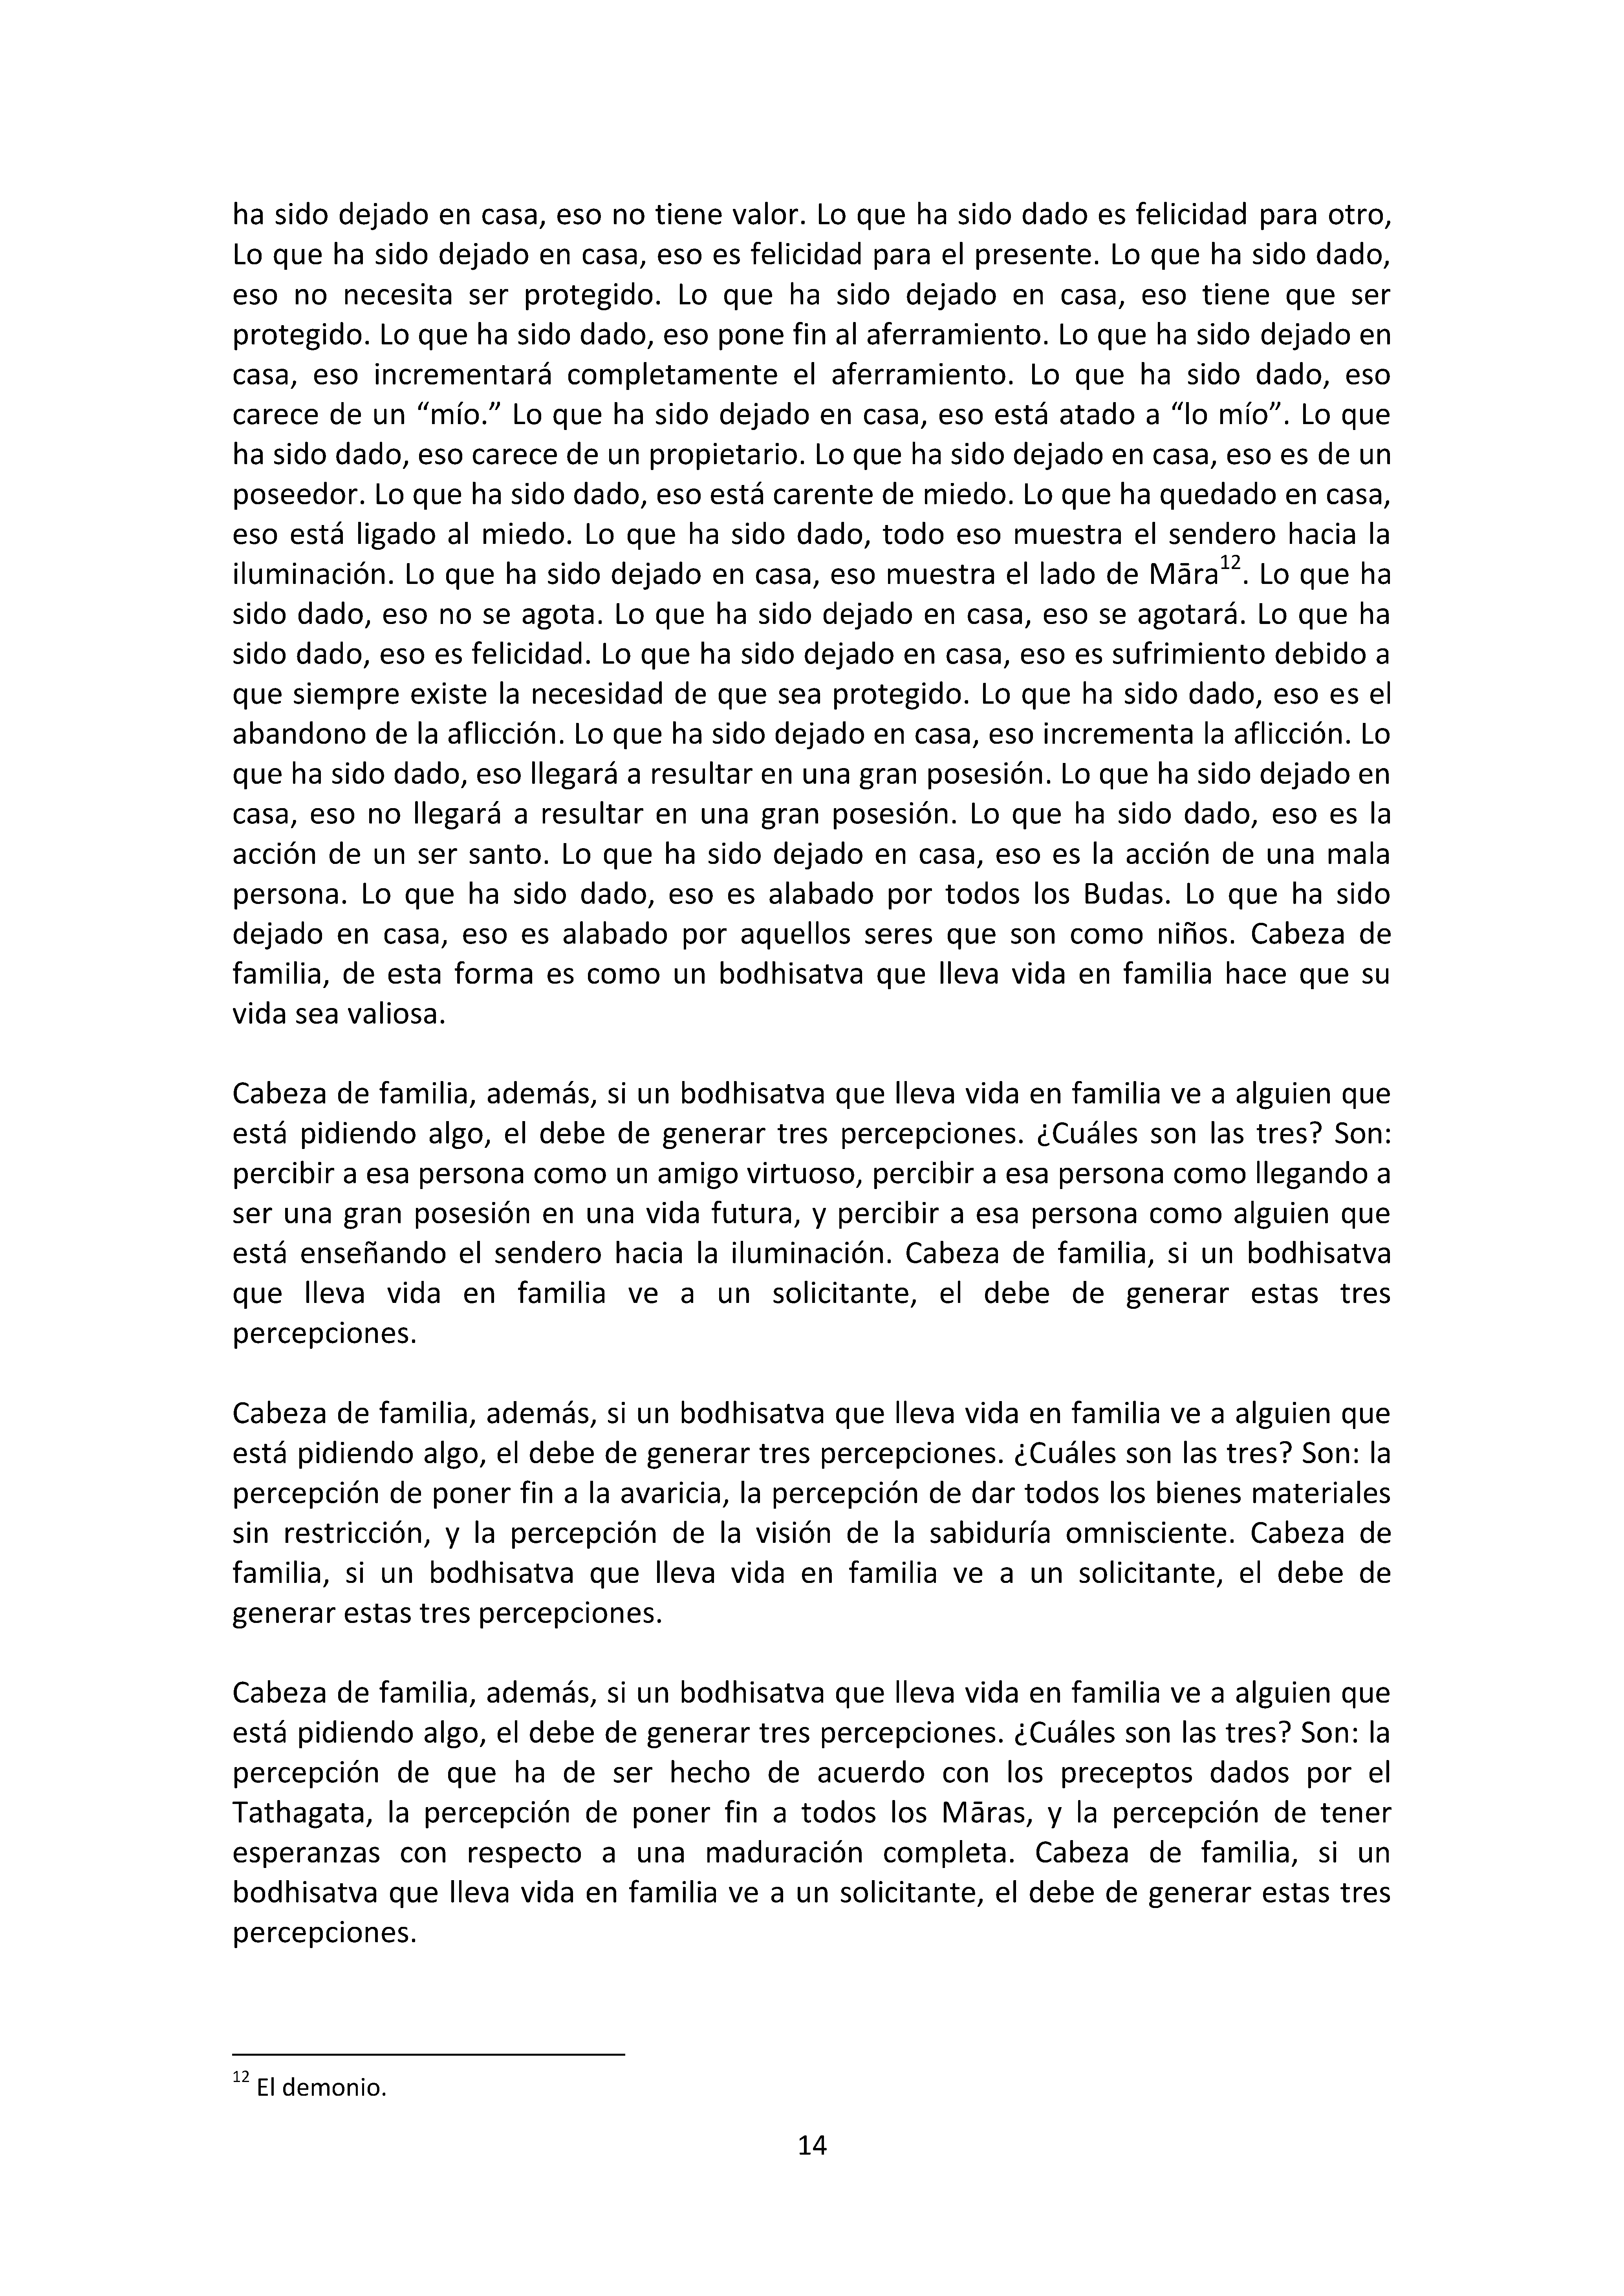 ha sido dejado en casa, eso no tiene valor. Lo que ha sido dado es felicidad para otro,
Lo que ha sido dejado en casa, eso es felicidad para el presente. Lo que ha sido dado,
eso no necesita ser protegido. Lo que ha sido dejado en casa, eso tiene que ser
protegido. Lo que ha sido dado, eso pone fin al aferramiento. Lo que ha sido dejado en
casa, eso incrementará completamente el aferramiento. Lo que ha sido dado, eso
carece de un “mío.” Lo que ha sido dejado en casa, eso está atado a “lo mío”. Lo que
ha sido dado, eso carece de un propietario. Lo que ha sido dejado en casa, eso es de un
poseedor. Lo que ha sido dado, eso está carente de miedo. Lo que ha quedado en casa,
eso está ligado al miedo. Lo que ha sido dado, todo eso muestra el sendero hacia la
iluminación. Lo que ha sido dejado en casa, eso muestra el lado de Māra12. Lo que ha
sido dado, eso no se agota. Lo que ha sido dejado en casa, eso se agotará. Lo que ha
sido dado, eso es felicidad. Lo que ha sido dejado en casa, eso es sufrimiento debido a
que siempre existe la necesidad de que sea protegido. Lo que ha sido dado, eso es el
abandono de la aflicción. Lo que ha sido dejado en casa, eso incrementa la aflicción. Lo
que ha sido dado, eso llegará a resultar en una gran posesión. Lo que ha sido dejado en
casa, eso no llegará a resultar en una gran posesión. Lo que ha sido dado, eso es la
acción de un ser santo. Lo que ha sido dejado en casa, eso es la acción de una mala
persona. Lo que ha sido dado, eso es alabado por todos los Budas. Lo que ha sido
dejado en casa, eso es alabado por aquellos seres que son como niños. Cabeza de
familia, de esta forma es como un bodhisatva que lleva vida en familia hace que su
vida sea valiosa.
Cabeza de familia, además, si un bodhisatva que lleva vida en familia ve a alguien que
está pidiendo algo, el debe de generar tres percepciones. ¿Cuáles son las tres? Son:
percibir a esa persona como un amigo virtuoso, percibir a esa persona como llegando a
ser una gran posesión en una vida futura, y percibir a esa persona como alguien que
está enseñando el sendero hacia la iluminación. Cabeza de familia, si un bodhisatva
que lleva vida en familia ve a un solicitante, el debe de generar estas tres
percepciones.
Cabeza de familia, además, si un bodhisatva que lleva vida en familia ve a alguien que
está pidiendo algo, el debe de generar tres percepciones. ¿Cuáles son las tres? Son: la
percepción de poner fin a la avaricia, la percepción de dar todos los bienes materiales
sin restricción, y la percepción de la visión de la sabiduría omnisciente. Cabeza de
familia, si un bodhisatva que lleva vida en familia ve a un solicitante, el debe de
generar estas tres percepciones.
Cabeza de familia, además, si un bodhisatva que lleva vida en familia ve a alguien que
está pidiendo algo, el debe de generar tres percepciones. ¿Cuáles son las tres? Son: la
percepción de que ha de ser hecho de acuerdo con los preceptos dados por el
Tathagata, la percepción de poner fin a todos los Māras, y la percepción de tener
esperanzas con respecto a una maduración completa. Cabeza de familia, si un
bodhisatva que lleva vida en familia ve a un solicitante, el debe de generar estas tres
percepciones.
12 El demonio.
14